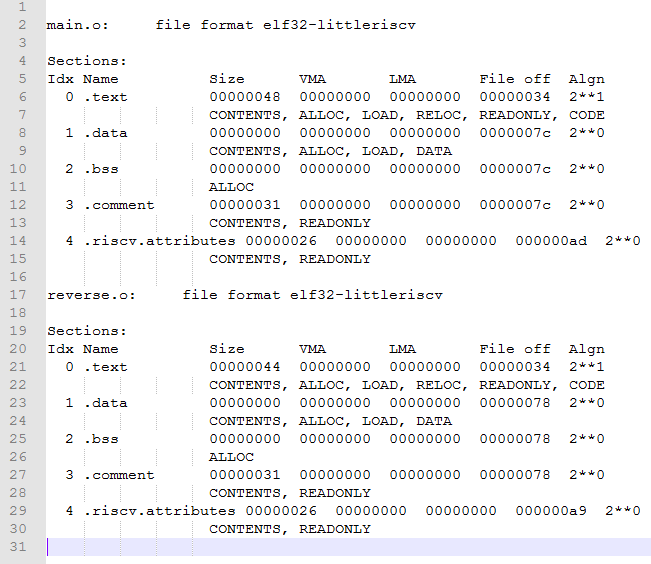 1
2 main.o:     file format elf32-littleriscv
3
4 Sections:
5 Idx Name          Size      VMA       LMA       File off  Algn
6   0 .text         00000048  00000000  00000000  00000034  2**1
7                   CONTENTS, ALLOC, LOAD, RELOC, READONLY, CODE
8   1 .data         00000000  00000000  00000000  0000007c  2**0
9                   CONTENTS, ALLOC, LOAD, DATA
10   2 .bss          00000000  00000000  00000000  0000007c  2**0
11                   ALLOC
12   3 .comment      00000031  00000000  00000000  0000007c  2**0
13                   CONTENTS, READONLY
14   4 .riscv.attributes 00000026  00000000  00000000  000000ad  2**0
15                   CONTENTS, READONLY
16
17 reverse.o:     file format elf32-littleriscv
18
19 Sections:
20 Idx Name          Size      VMA       LMA       File off  Algn
21   0 .text         00000044  00000000  00000000  00000034  2**1
22                   CONTENTS, ALLOC, LOAD, RELOC, READONLY, CODE
23   1 .data         00000000  00000000  00000000  00000078  2**0
24                   CONTENTS, ALLOC, LOAD, DATA
25   2 .bss          00000000  00000000  00000000  00000078  2**0
26                   ALLOC
27   3 .comment      00000031  00000000  00000000  00000078  2**0
28                   CONTENTS, READONLY
29   4 .riscv.attributes 00000026  00000000  00000000  000000a9  2**0
30                   CONTENTS, READONLY
31